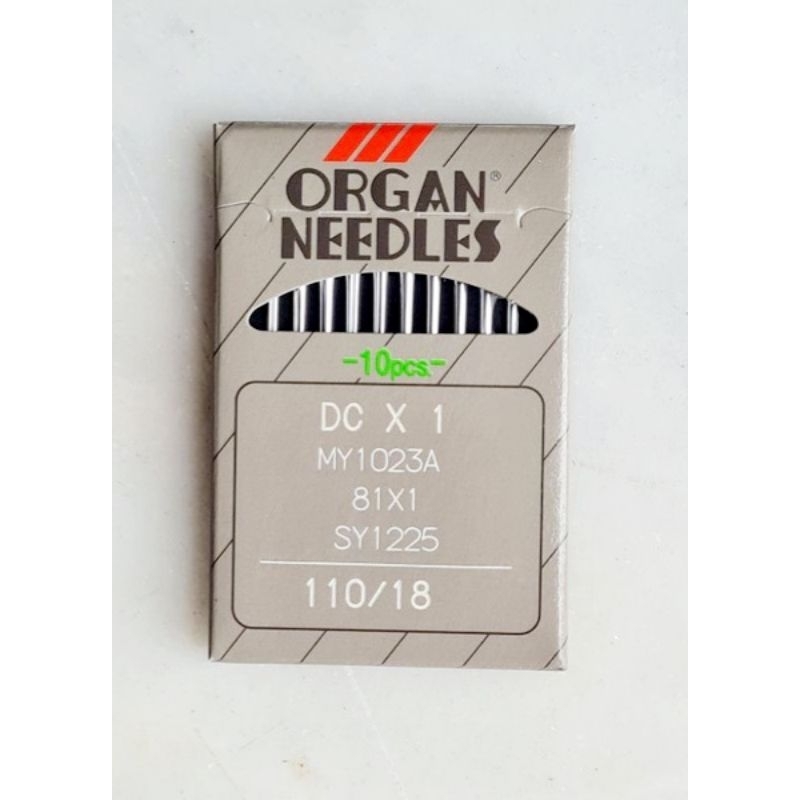 ORGAN®
NEEDLES
-10pcs.-
DC X 1
MY1023A
81X1
SY1225
110/18